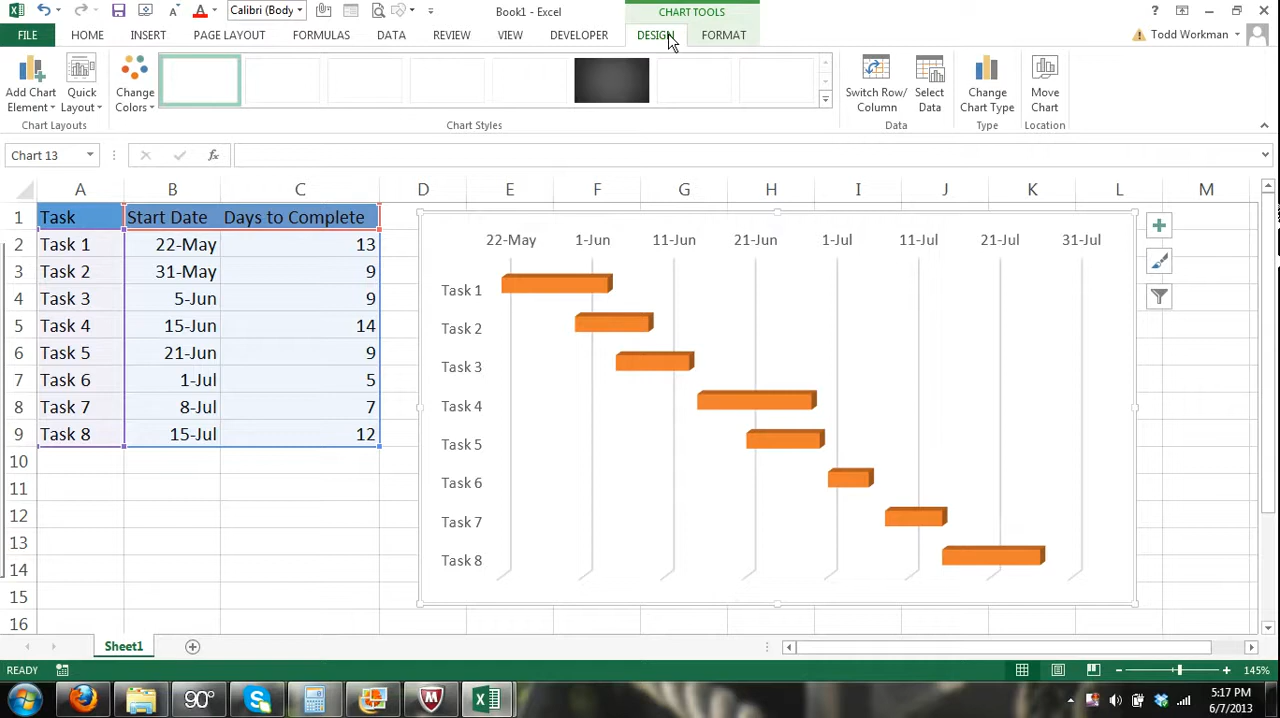 Calibri (Body
Book1 - Excel
CHART TOOLS
?
FILE HOME INSERT PAGE LAYOUT FORMULAS DATA REVIEW VIEW DEVELOPER DESIGN FORMAT Todd Workman
Add Chart Element
Quick Layout
Change Colors
Switch Row/ Column
Select Data
Change Chart Type
Move Chart
Chart Layouts Chart Styles Data Type Location
Chart 13
fx
A B C D E F G H I J K L M
1 Task Start Date Days to Complete
2 Task 1 22-May 13
3 Task 2 31-May 9
4 Task 3 5-Jun 9
5 Task 4 15-Jun 14
6 Task 5 21-Jun 9
7 Task 6 1-Jul 5
8 Task 7 8-Jul 7
9 Task 8 15-Jul 12
10
11
12
13
14
15
16
22-May 1-Jun 11-Jun 21-Jun 1-Jul 11-Jul 21-Jul 31-Jul
Task 1
Task 2
Task 3
Task 4
Task 5
Task 6
Task 7
Task 8
Sheet1
READY
145%
90°
5:17 PM
6/7/2013